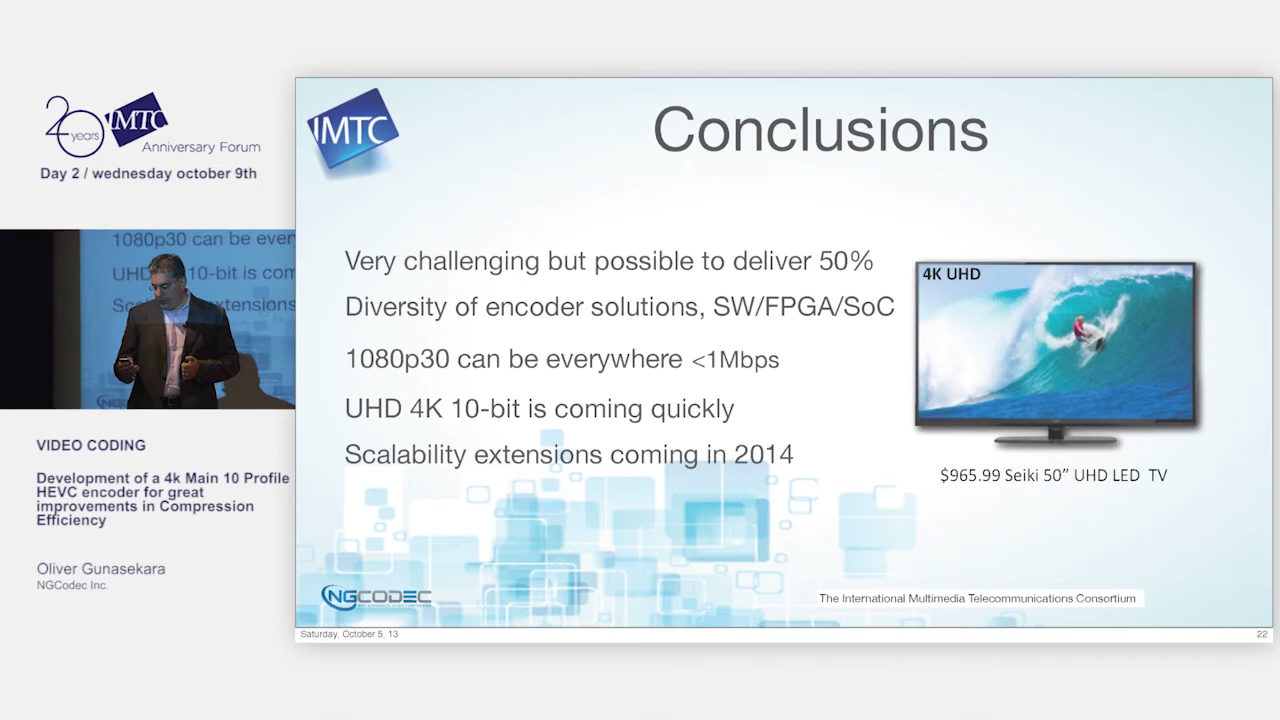 20 years IMTC
Anniversary Forum
Day 2 / wednesday october 9th
1080p30 can be ever
UHD 10-bit is com
tensions
VIDEO CODING
Development of a 4k Main 10 Profile
HEVC encoder for great
improvements in Compression
Efficiency
Oliver Gunasekara
NGCodec Inc.
IMTC
Conclusions
Very challenging but possible to deliver 50%
Diversity of encoder solutions, SW/FPGA/SoC
1080p30 can be everywhere <1Mbps
UHD 4K 10-bit is coming quickly
Scalability extensions coming in 2014
4K UHD
$965.99 Seiki 50” UHD LED TV
NGCODEC
The International Multimedia Telecommunications Consortium
Saturday, October 5, 13
22